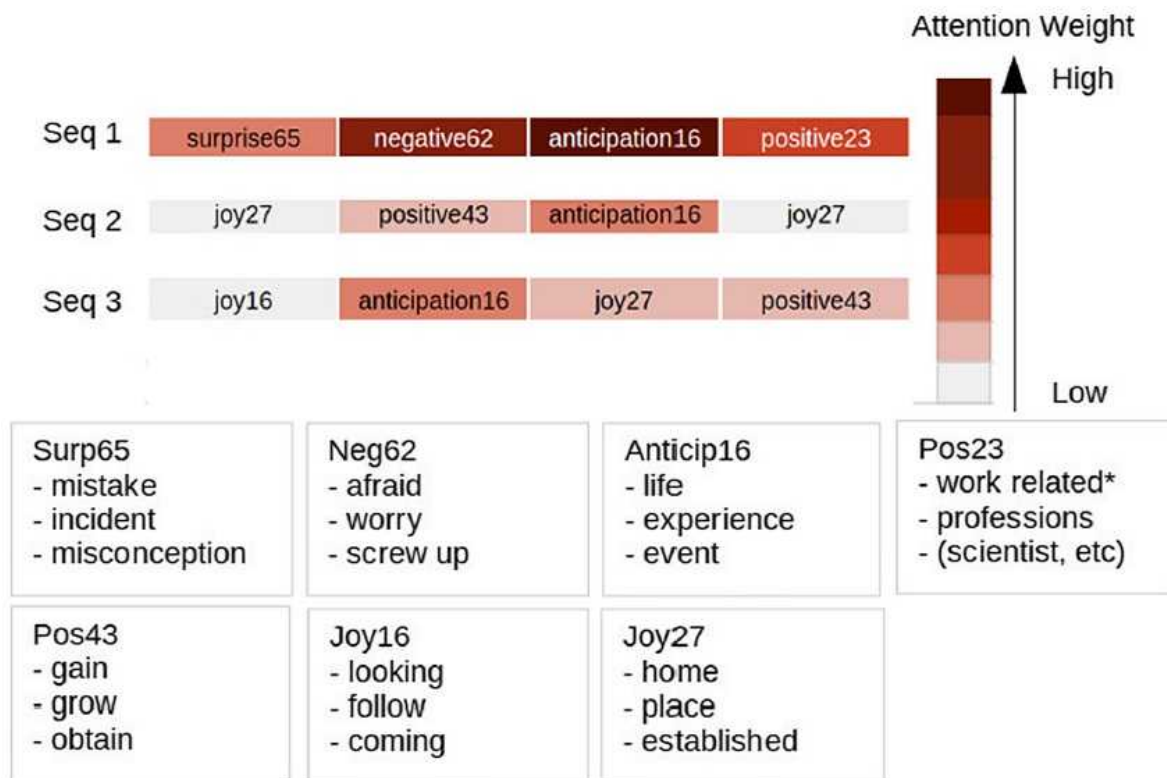 Attention Weight
High
Seq 1 surprise65 negative62 anticipation16 positive23
Seq 2 joy27 positive43 anticipation16 joy27
Seq 3 joy16 anticipation16 joy27 positive43
Low
Surp65
- mistake
- incident
- misconception
Neg62
- afraid
- worry
- screw up
Anticip16
- life
- experience
- event
Pos23
- work related*
- professions
- (scientist, etc)
Pos43
- gain
- grow
- obtain
Joy16
- looking
- follow
- coming
Joy27
- home
- place
- established